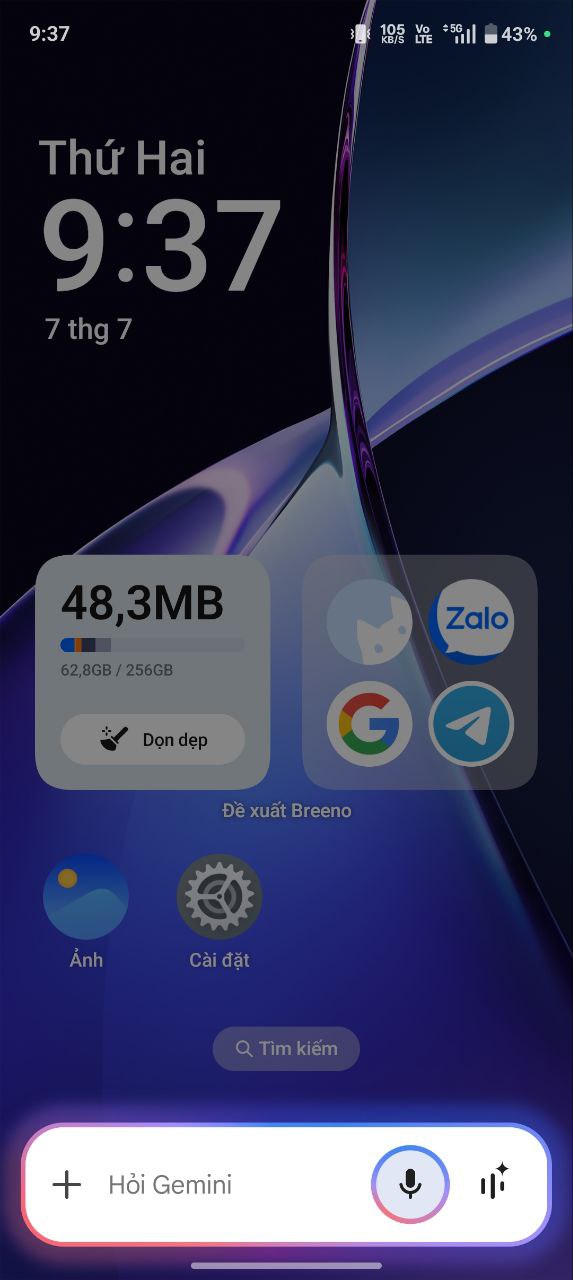 9:37
105
KB/S
Vo
LTE
5G
43%
Thứ Hai
9:37
7 thg 7
48,3MB
62,8GB / 256GB
Dọn dẹp
Zalo
G
Đề xuất Breeno
Ảnh
Cài đặt
Tìm kiếm
Hỏi Gemini